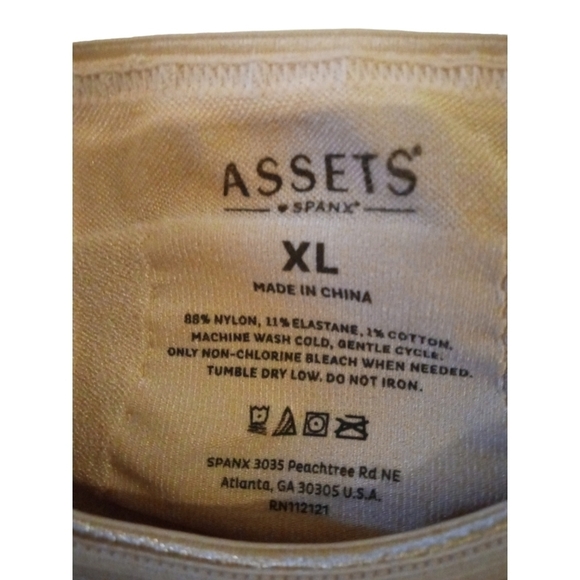 ASSETS®
♥ SPANX®
XL
MADE IN CHINA
88% NYLON, 11% ELASTANE, 1% COTTON,
MACHINE WASH COLD, GENTLE CYCLE.
ONLY NON-CHLORINE BLEACH WHEN NEEDED.
TUMBLE DRY LOW. DO NOT IRON.
SPANX 3035 Peachtree Rd NE
Atlanta, GA 30305 U.S.A.
RN112121